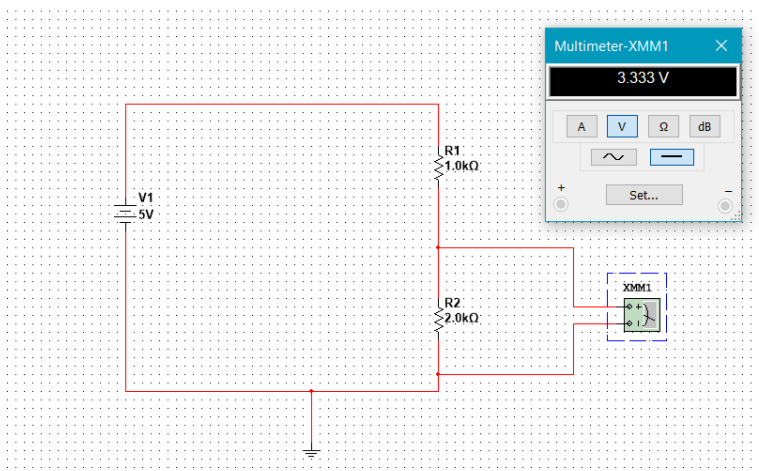 Multimeter-XMM1
3.333 V
A V Ω dB
Set...
+ −
R1
1.0kΩ
V1
5V
R2
2.0kΩ
XMM1
+